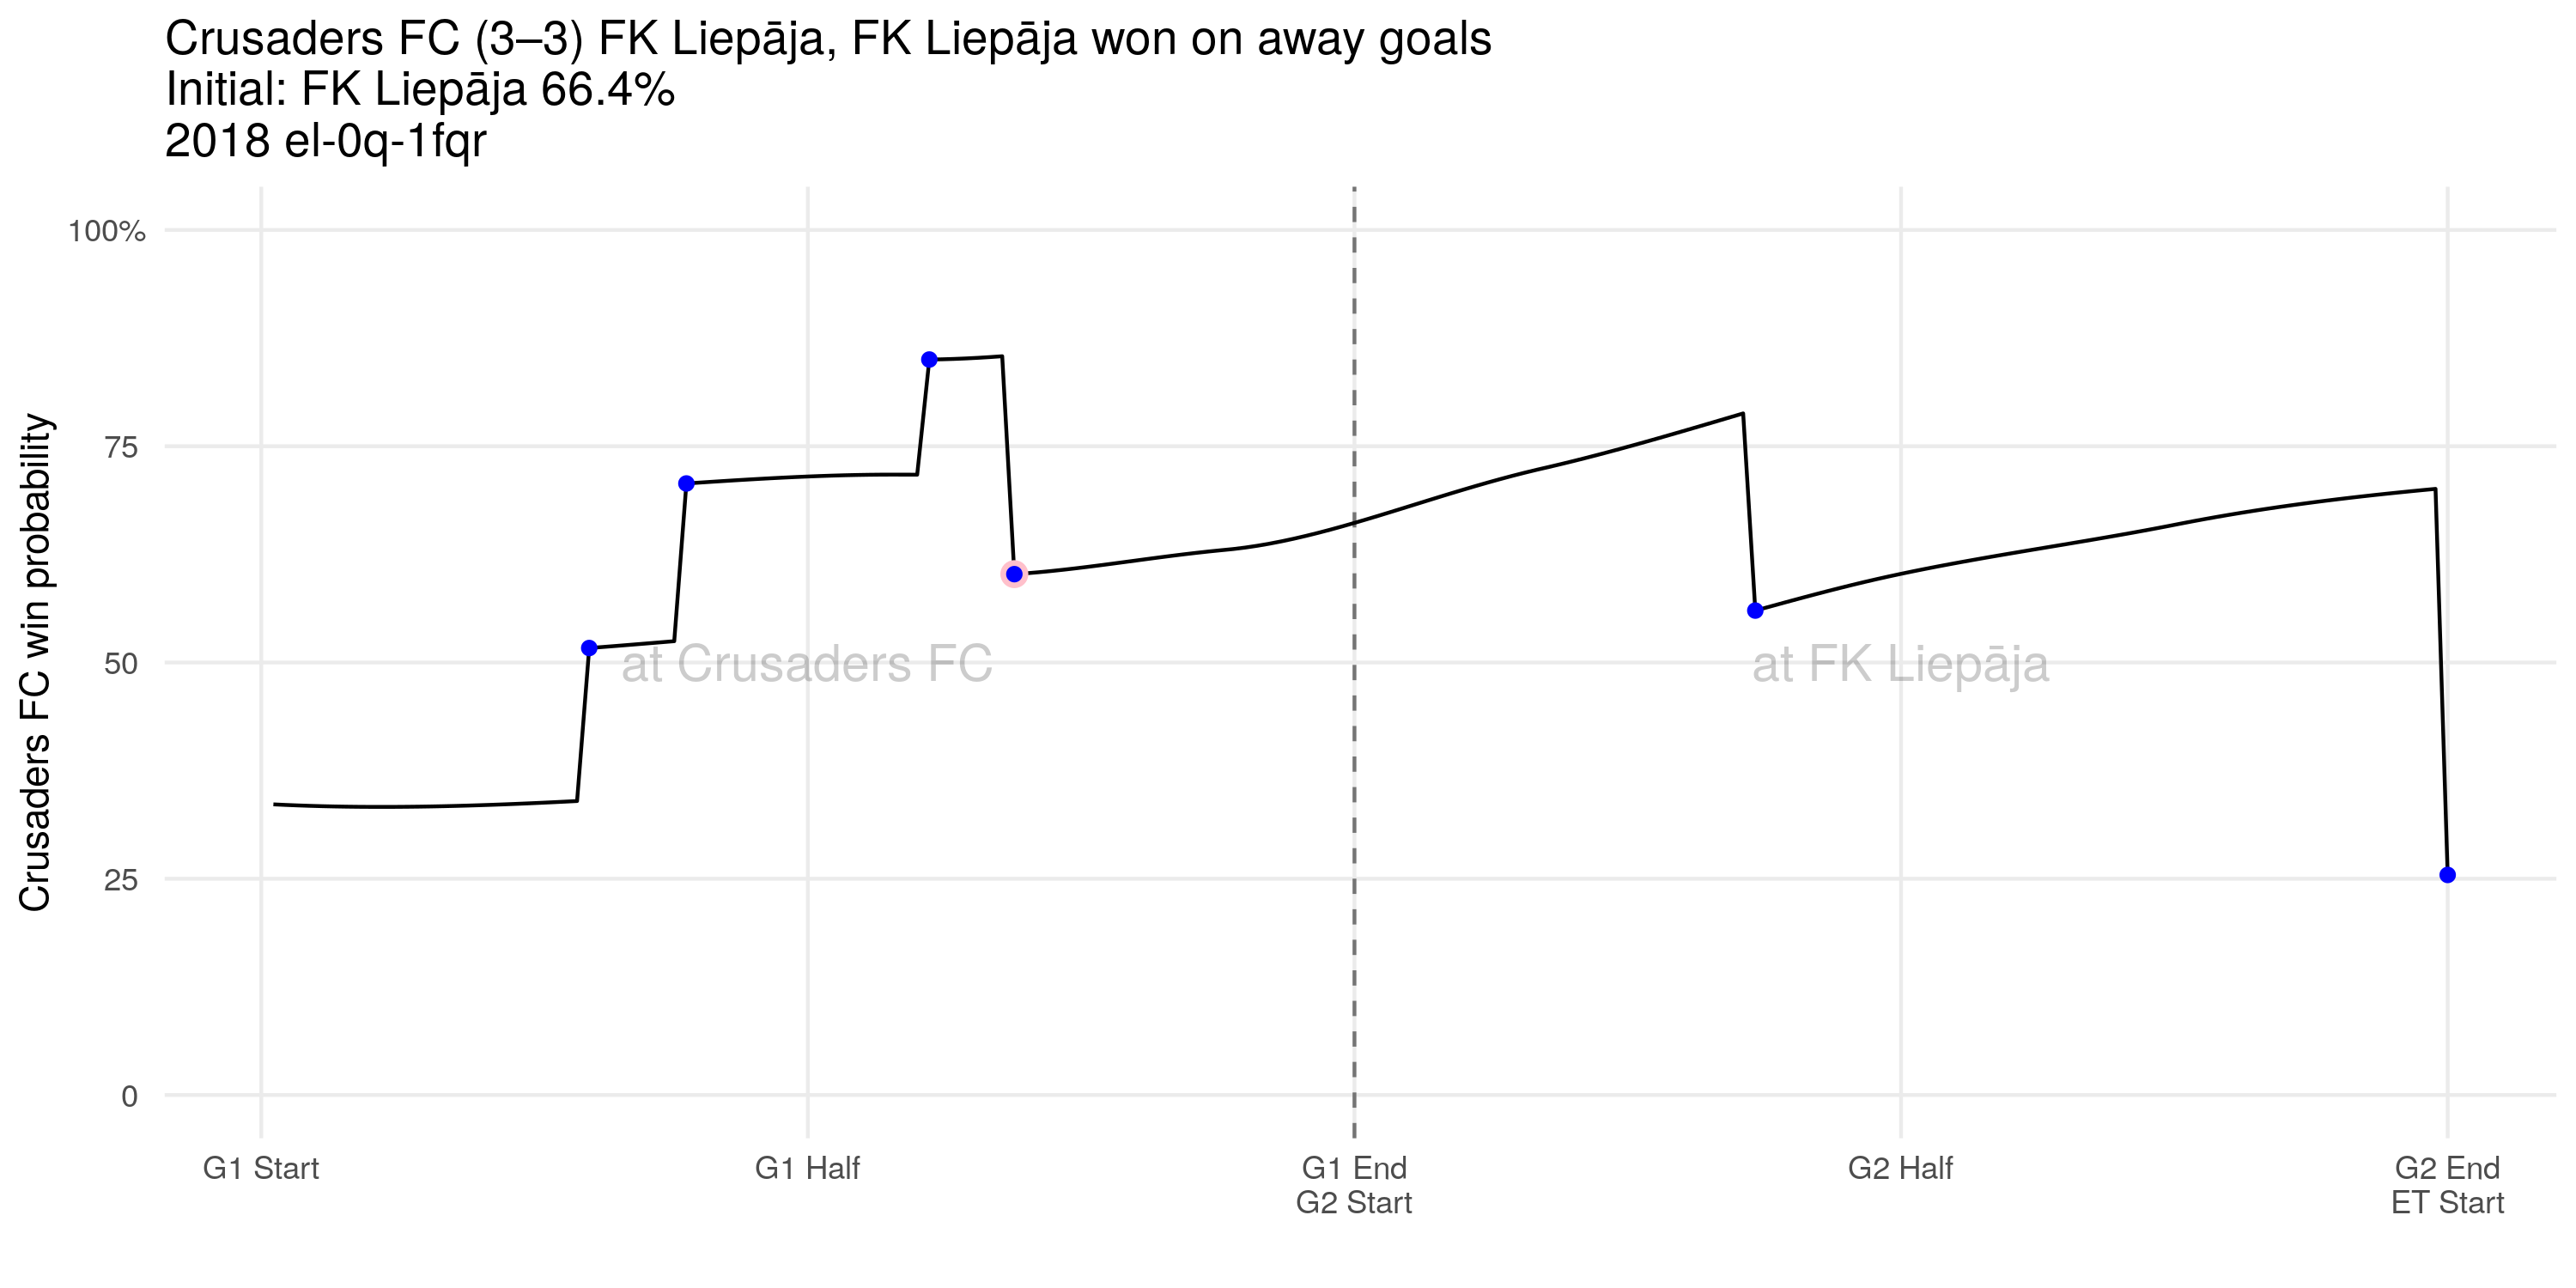 Crusaders FC (3–3) FK Liepāja, FK Liepāja won on away goals
Initial: FK Liepāja 66.4%
2018 el-0q-1fqr
Crusaders FC win probability
100%
75
50
25
0
at Crusaders FC
at FK Liepāja
G1 Start
G1 Half
G1 End
G2 Start
G2 Half
G2 End
ET Start